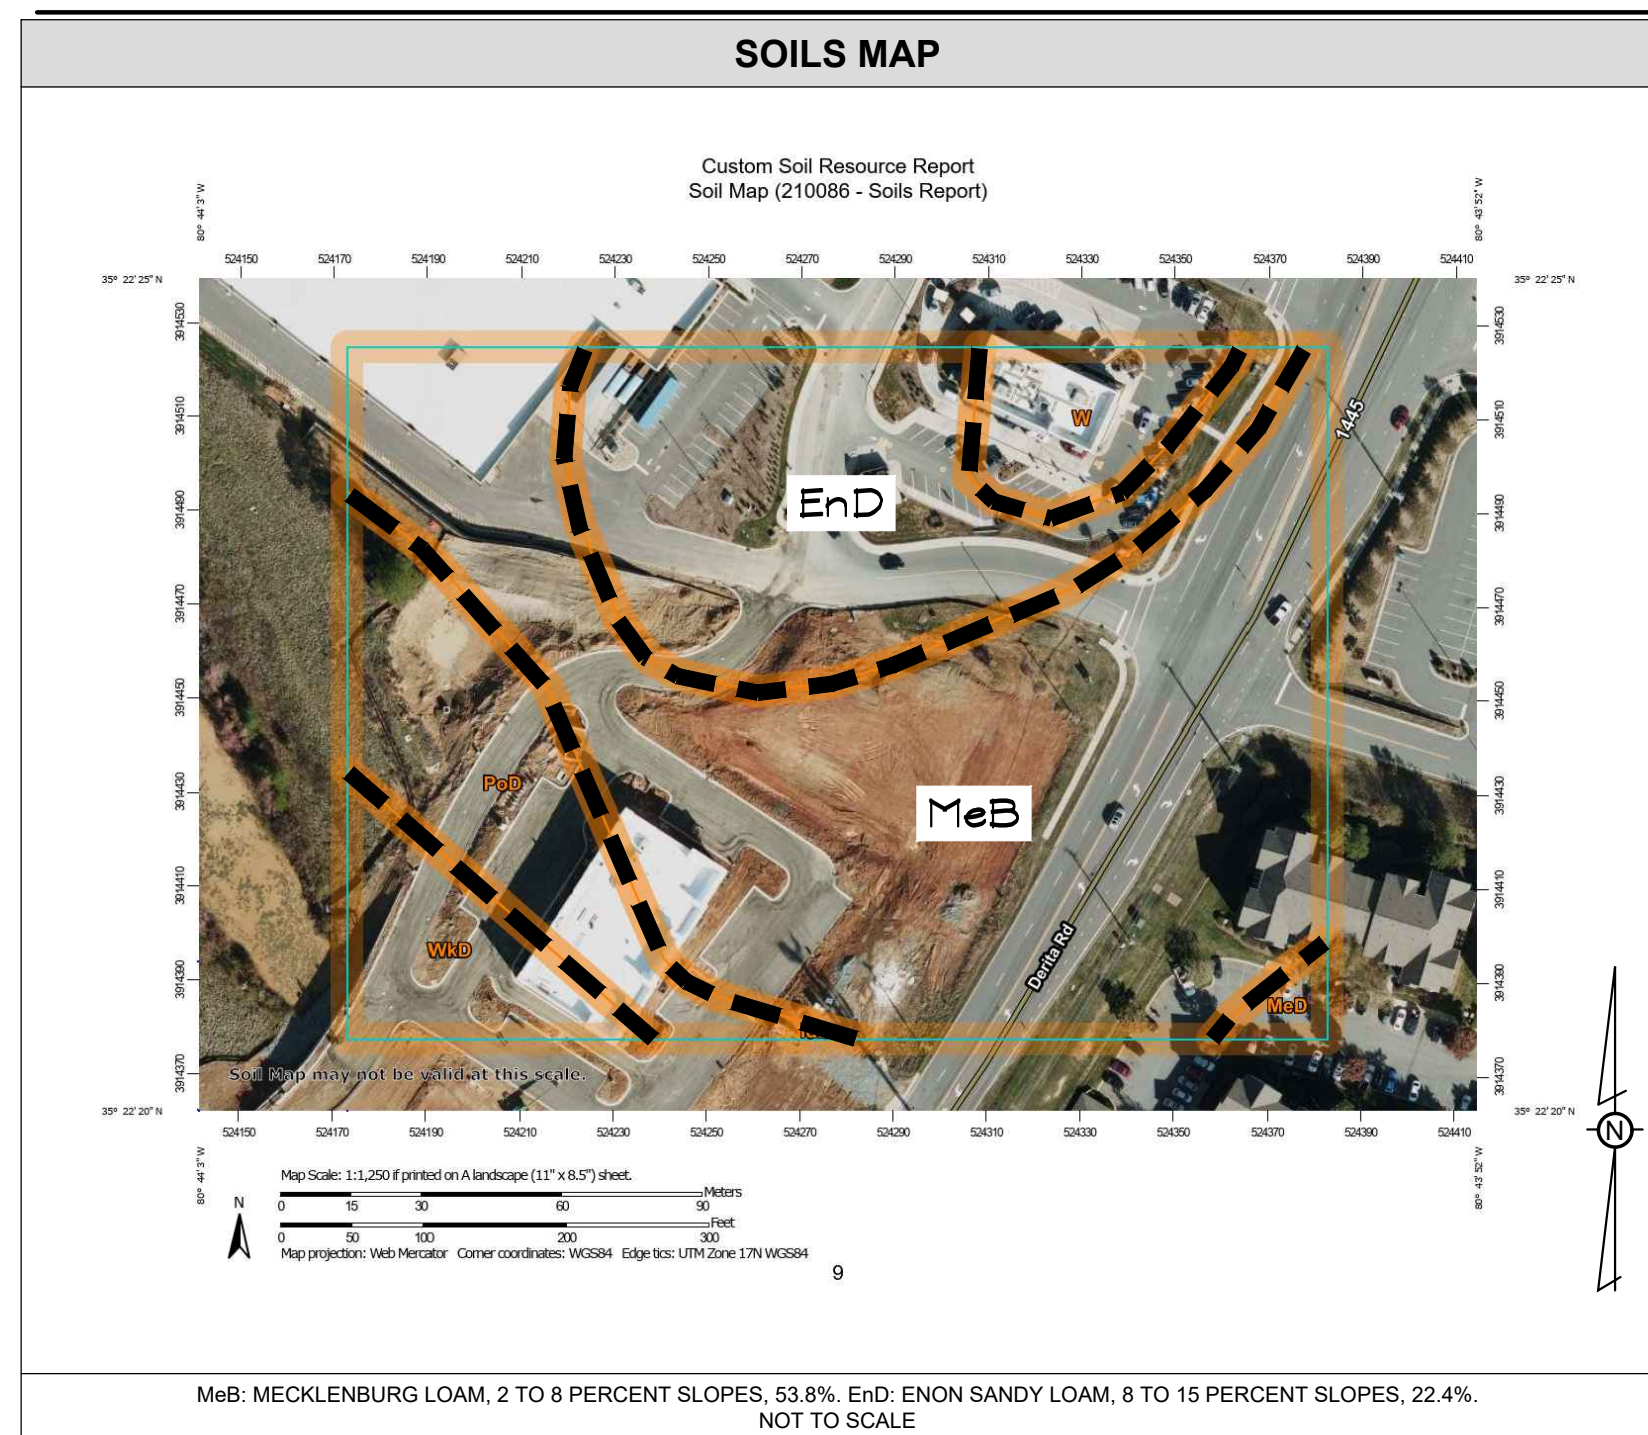 SOILS MAP
Custom Soil Resource Report
Soil Map (210086 - Soils Report)
80° 44' 3" W
80° 43' 52" W
524150 524170 524190 524210 524230 524250 524270 524290 524310 524330 524350 524370 524390 524410
35° 22' 25" N
35° 22' 25" N
3914530
3914510
3914490
3914470
3914450
3914430
3914410
3914390
3914370
3914530
3914510
3914490
3914470
3914450
3914430
3914410
3914390
3914370
W
1445
EnD
PoD
MeB
WkD
Derita Rd
MeD
Soil Map may not be valid at this scale.
35° 22' 20" N
35° 22' 20" N
524150 524170 524190 524210 524230 524250 524270 524290 524310 524330 524350 524370 524390 524410
N
80° 44' 3" W
80° 43' 52" W
Map Scale: 1:1,250 if printed on A landscape (11" x 8.5") sheet.
N
Meters
0 15 30 60 90
Feet
0 50 100 200 300
Map projection: Web Mercator Corner coordinates: WGS84 Edge tics: UTM Zone 17N WGS84
9
MeB: MECKLENBURG LOAM, 2 TO 8 PERCENT SLOPES, 53.8%. EnD: ENON SANDY LOAM, 8 TO 15 PERCENT SLOPES, 22.4%.
NOT TO SCALE